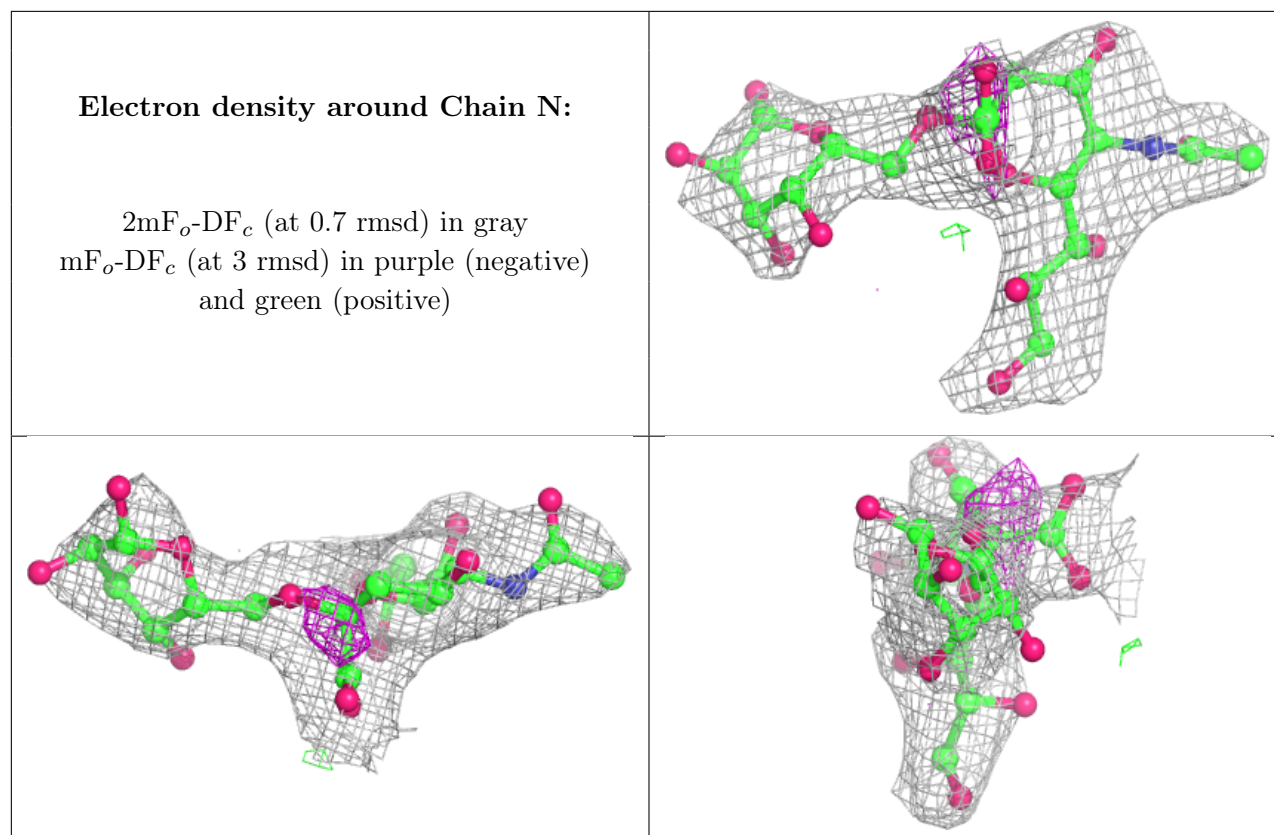 Electron density around Chain N:
2mFₒ-DF𝑐 (at 0.7 rmsd) in gray
mFₒ-DF𝑐 (at 3 rmsd) in purple (negative)
and green (positive)